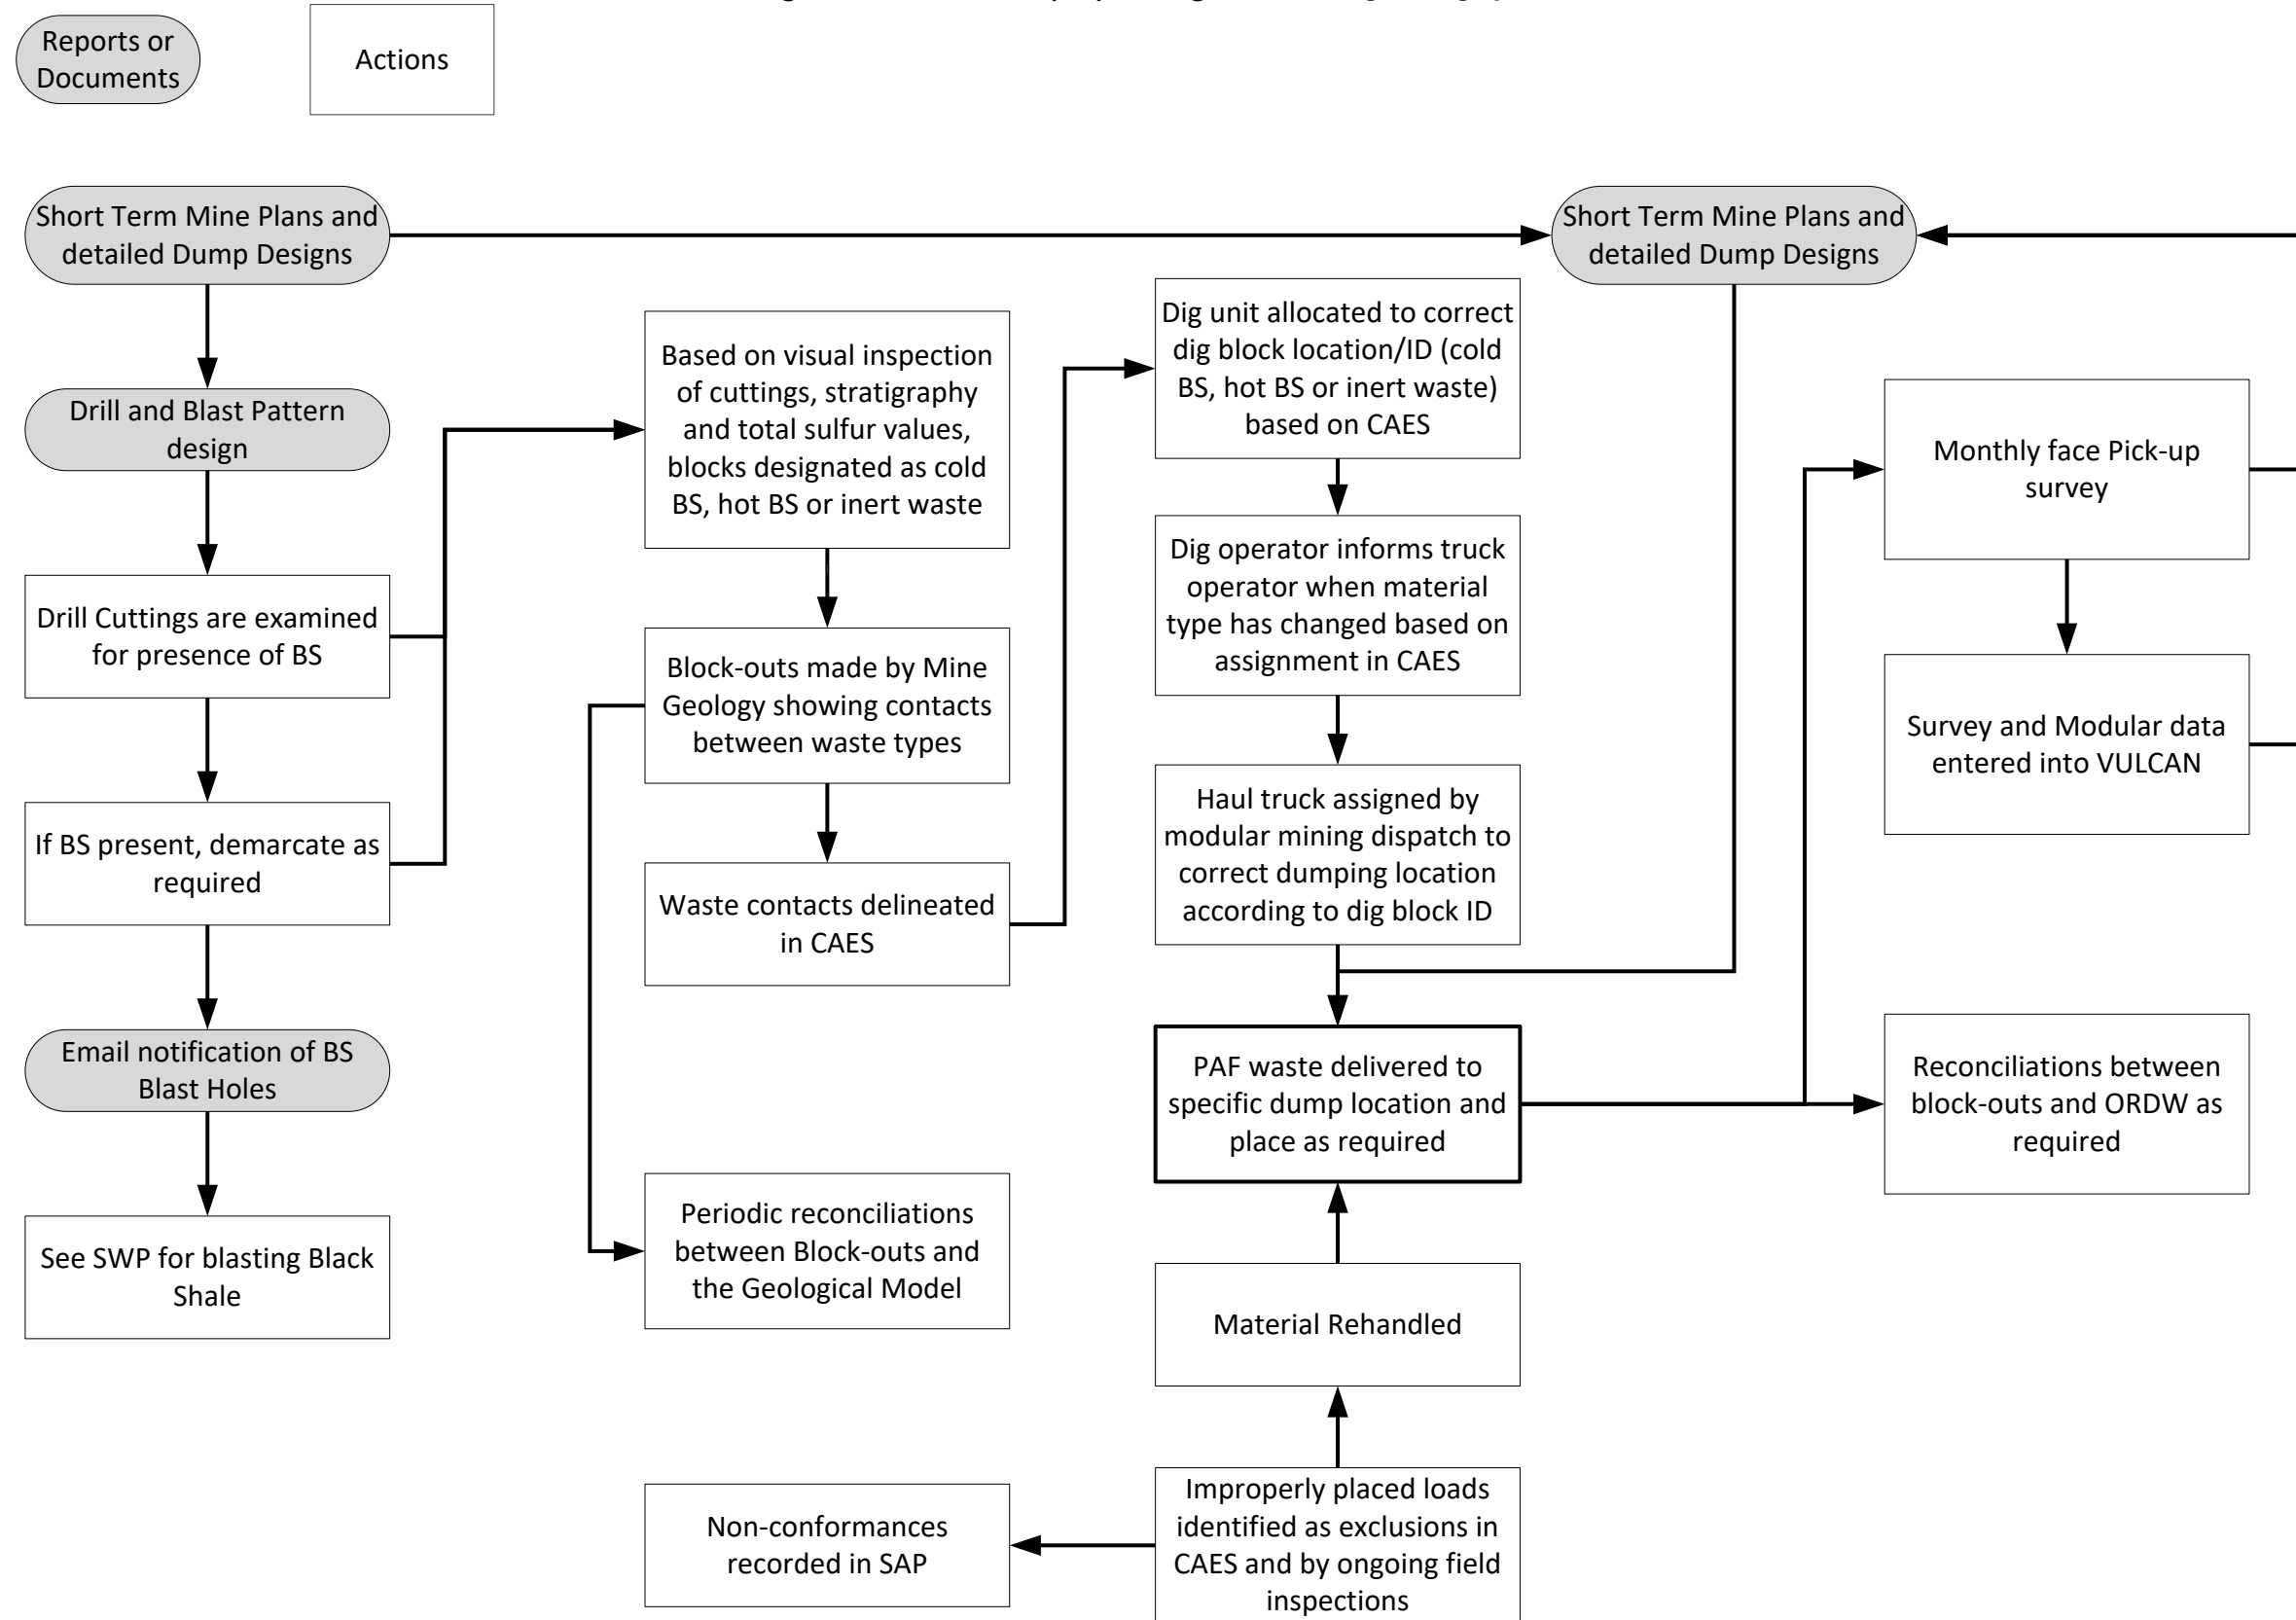 Reports or
Documents
Actions
Short Term Mine Plans and
detailed Dump Designs
Drill and Blast Pattern
design
Drill Cuttings are examined
for presence of BS
If BS present, demarcate as
required
Email notification of BS
Blast Holes
See SWP for blasting Black
Shale
Based on visual inspection
of cuttings, stratigraphy
and total sulfur values,
blocks designated as cold
BS, hot BS or inert waste
Block-outs made by Mine
Geology showing contacts
between waste types
Waste contacts delineated
in CAES
Periodic reconciliations
between Block-outs and
the Geological Model
Non-conformances
recorded in SAP
Dig unit allocated to correct
dig block location/ID (cold
BS, hot BS or inert waste)
based on CAES
Dig operator informs truck
operator when material
type has changed based on
assignment in CAES
Haul truck assigned by
modular mining dispatch to
correct dumping location
according to dig block ID
PAF waste delivered to
specific dump location and
place as required
Material Rehandled
Improperly placed loads
identified as exclusions in
CAES and by ongoing field
inspections
Short Term Mine Plans and
detailed Dump Designs
Monthly face Pick-up
survey
Survey and Modular data
entered into VULCAN
Reconciliations between
block-outs and ORDW as
required